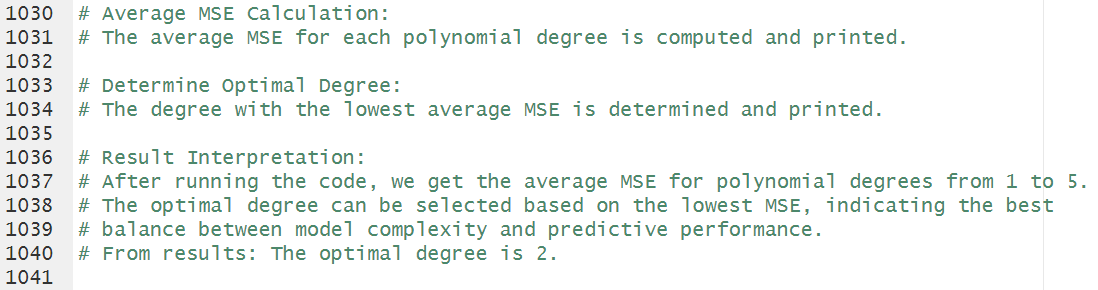 1030 # Average MSE Calculation:
1031 # The average MSE for each polynomial degree is computed and printed.
1032
1033 # Determine Optimal Degree:
1034 # The degree with the lowest average MSE is determined and printed.
1035
1036 # Result Interpretation:
1037 # After running the code, we get the average MSE for polynomial degrees from 1 to 5.
1038 # The optimal degree can be selected based on the lowest MSE, indicating the best
1039 # balance between model complexity and predictive performance.
1040 # From results: The optimal degree is 2.
1041